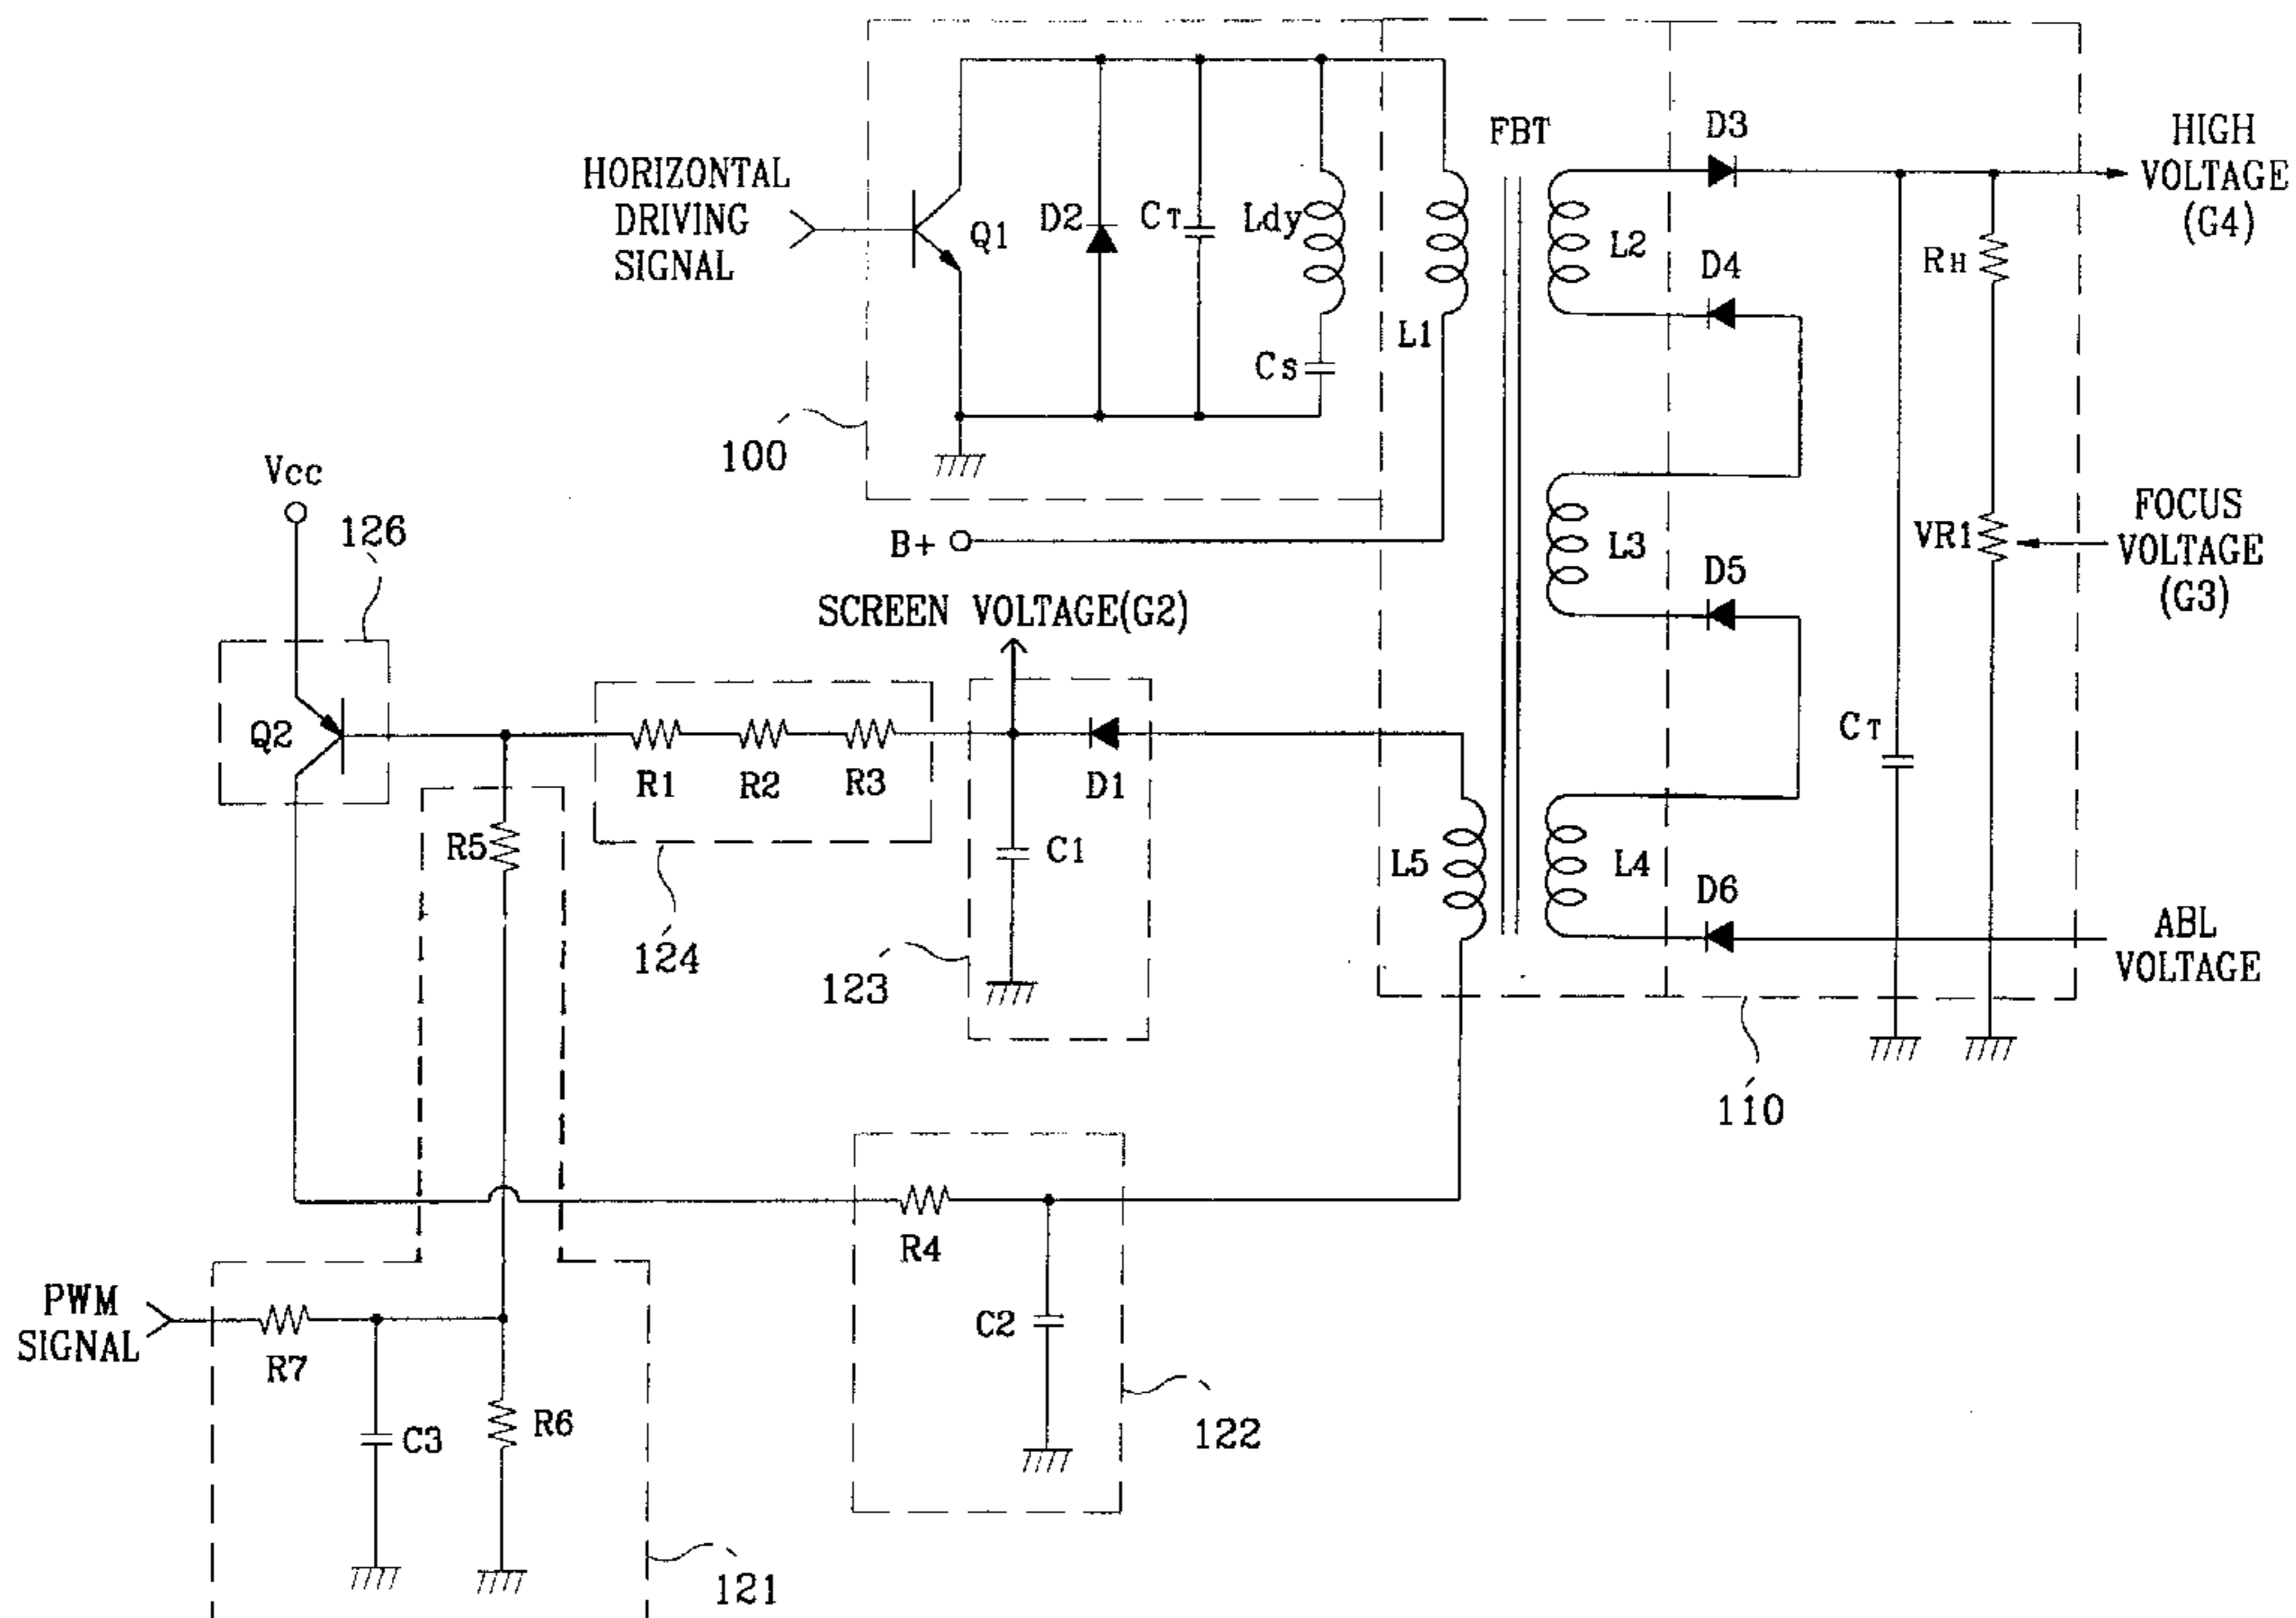 FBT
D3
HIGH
VOLTAGE
(G4)
HORIZONTAL
DRIVING
SIGNAL
Q1
D2
CT
Ldy
L1
L2
D4
RH
Cs
100
Vcc
126
B+
L3
D5
VR1
FOCUS
VOLTAGE
(G3)
SCREEN VOLTAGE(G2)
Q2
R1
R2
R3
D1
CT
R5
124
C1
123
L5
L4
D6
ABL
VOLTAGE
110
R4
PWM
SIGNAL
R7
C3
R6
C2
122
121